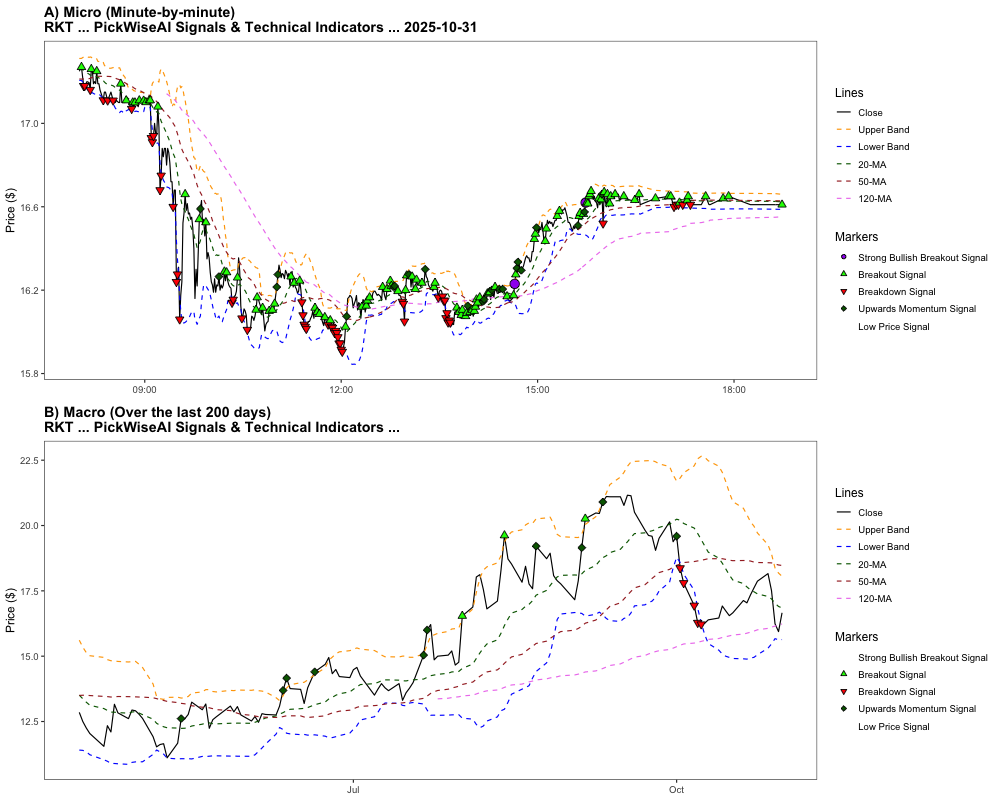 A) Micro (Minute-by-minute)
RKT ... PickWiseAI Signals & Technical Indicators ... 2025-10-31
Price ($)
17.0
16.6
16.2
15.8
09:00
12:00
15:00
18:00
Lines
Close
Upper Band
Lower Band
20-MA
50-MA
120-MA
Markers
Strong Bullish Breakout Signal
Breakout Signal
Breakdown Signal
Upwards Momentum Signal
Low Price Signal
B) Macro (Over the last 200 days)
RKT ... PickWiseAI Signals & Technical Indicators ...
Price ($)
22.5
20.0
17.5
15.0
12.5
Jul
Oct
Lines
Close
Upper Band
Lower Band
20-MA
50-MA
120-MA
Markers
Strong Bullish Breakout Signal
Breakout Signal
Breakdown Signal
Upwards Momentum Signal
Low Price Signal